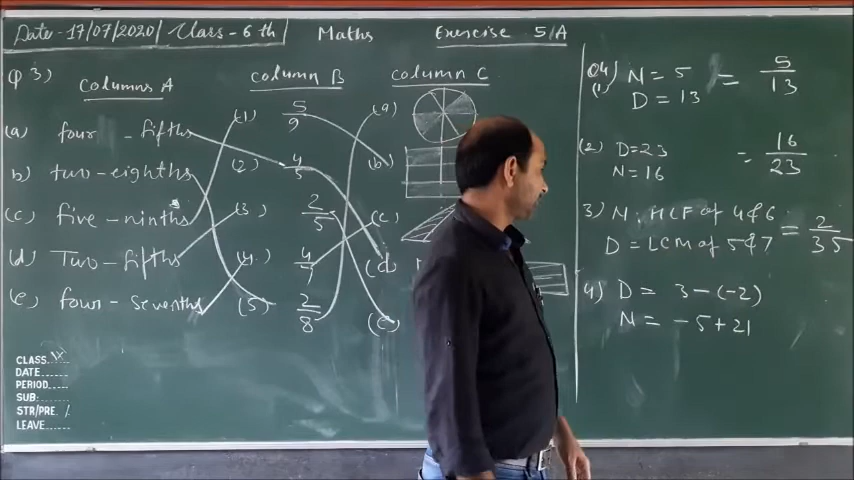 Date - 17/07/2020/ Class - 6 th Maths Exercise 5/A
Q 3) Columns A Column B Column C
(a) four - fifths (1) 5/9 (a)
b) two-eighths (2) 4/5 (b)
(c) five-ninths (3) 2/5 (c)
(d) Two-fifths (4) 4/7 (d
(e) four-sevenths (5) 2/8 (e)
Q4)
(1) N = 5
D = 13
= 5/13
(2) D = 23
N = 16
= 16/23
3) N = HCF of 4 & 6
D = LCM of 5 & 7
= 2/35
4) D = 3 - (-2)
N = -5 + 21
CLASS
DATE
PERIOD
SUB:
STR/PRE. /
LEAVE